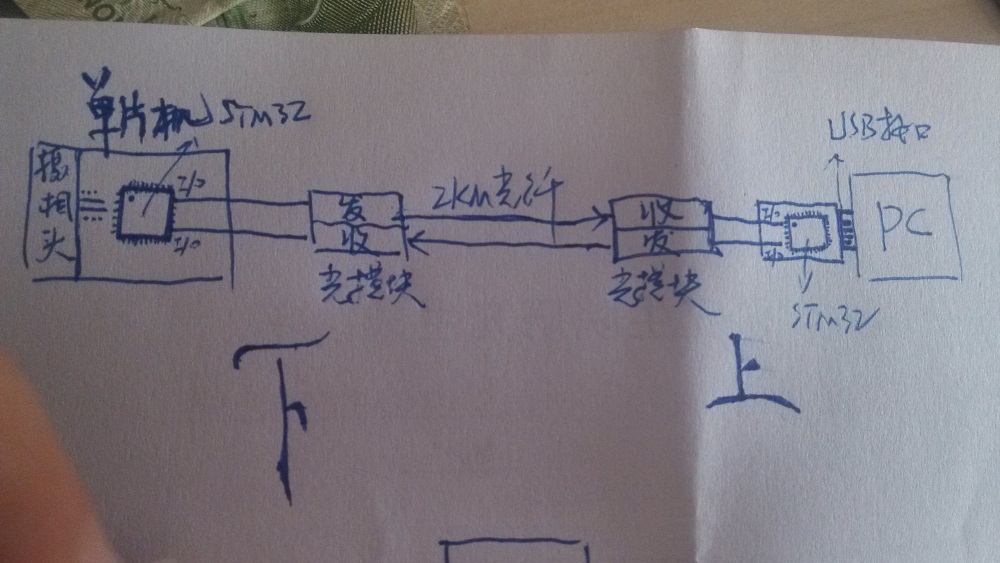 单片机 STM32
USB接口
摄相头
I/O
I/O
发
收
2KM光纤
收
发
I/O
I/O
PC
光模块
光模块
STM32
下
上